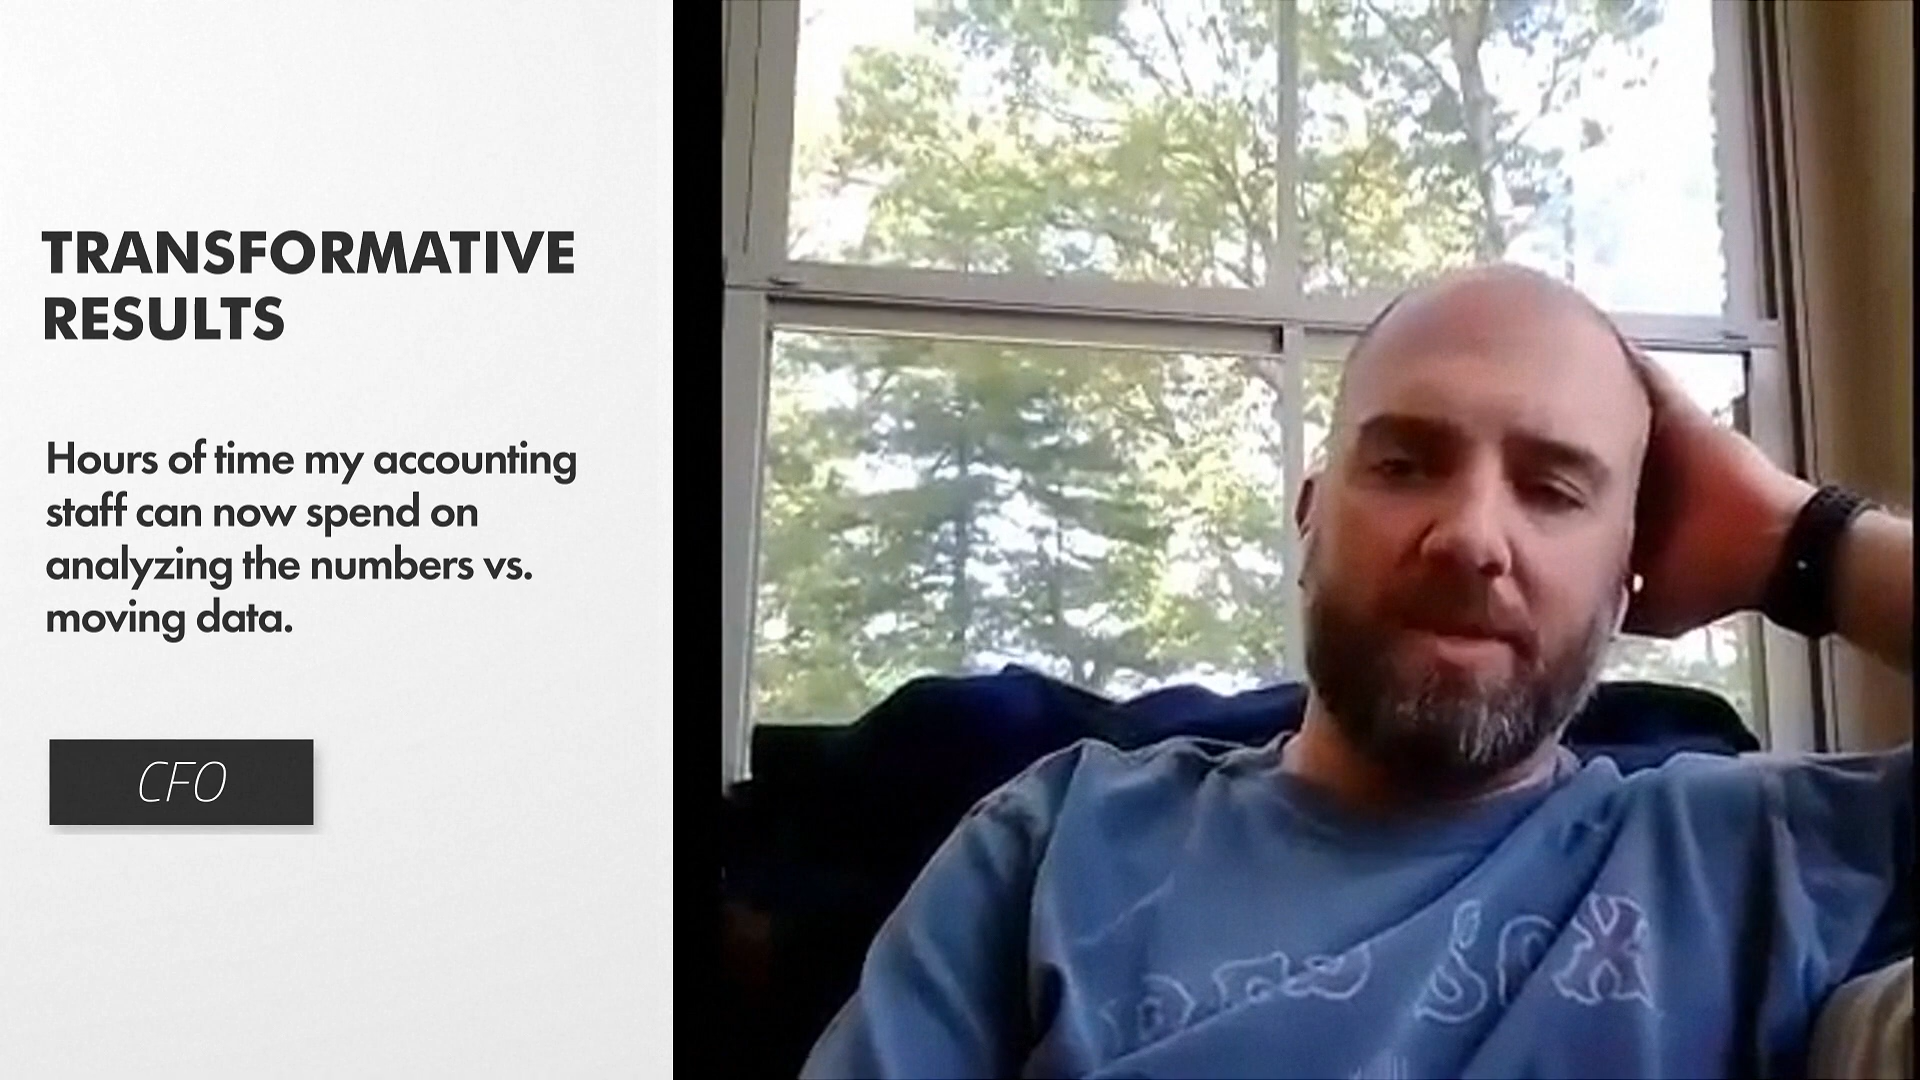 TRANSFORMATIVE
RESULTS
Hours of time my accounting
staff can now spend on
analyzing the numbers vs.
moving data.
CFO
SOX